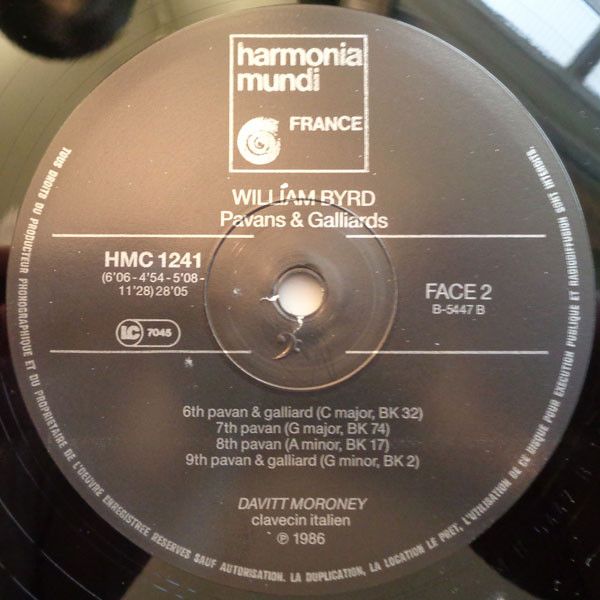 harmonia
mundi
FRANCE
WILLIAM BYRD
Pavans & Galliards
HMC 1241
(6'06 - 4'54 - 5'08 -
11'28) 28'05
LC 7045
FACE 2
B-5447 B
6th pavan & galliard (C major, BK 32)
7th pavan (G major, BK 74)
8th pavan (A minor, BK 17)
9th pavan & galliard (G minor, BK 2)
DAVITT MORONEY
clavecin italien
℗ 1986
TOUS DROITS DU PRODUCTEUR PHONOGRAPHIQUE ET DU PROPRIETAIRE DE L'OEUVRE ENREGISTREE RESERVES SAUF AUTORISATION. LA DUPLICATION, LA LOCATION, LE PRET, L'UTILISATION DE CE DISQUE POUR EXECUTION PUBLIQUE ET RADIODIFFUSION SONT INTERDITS.